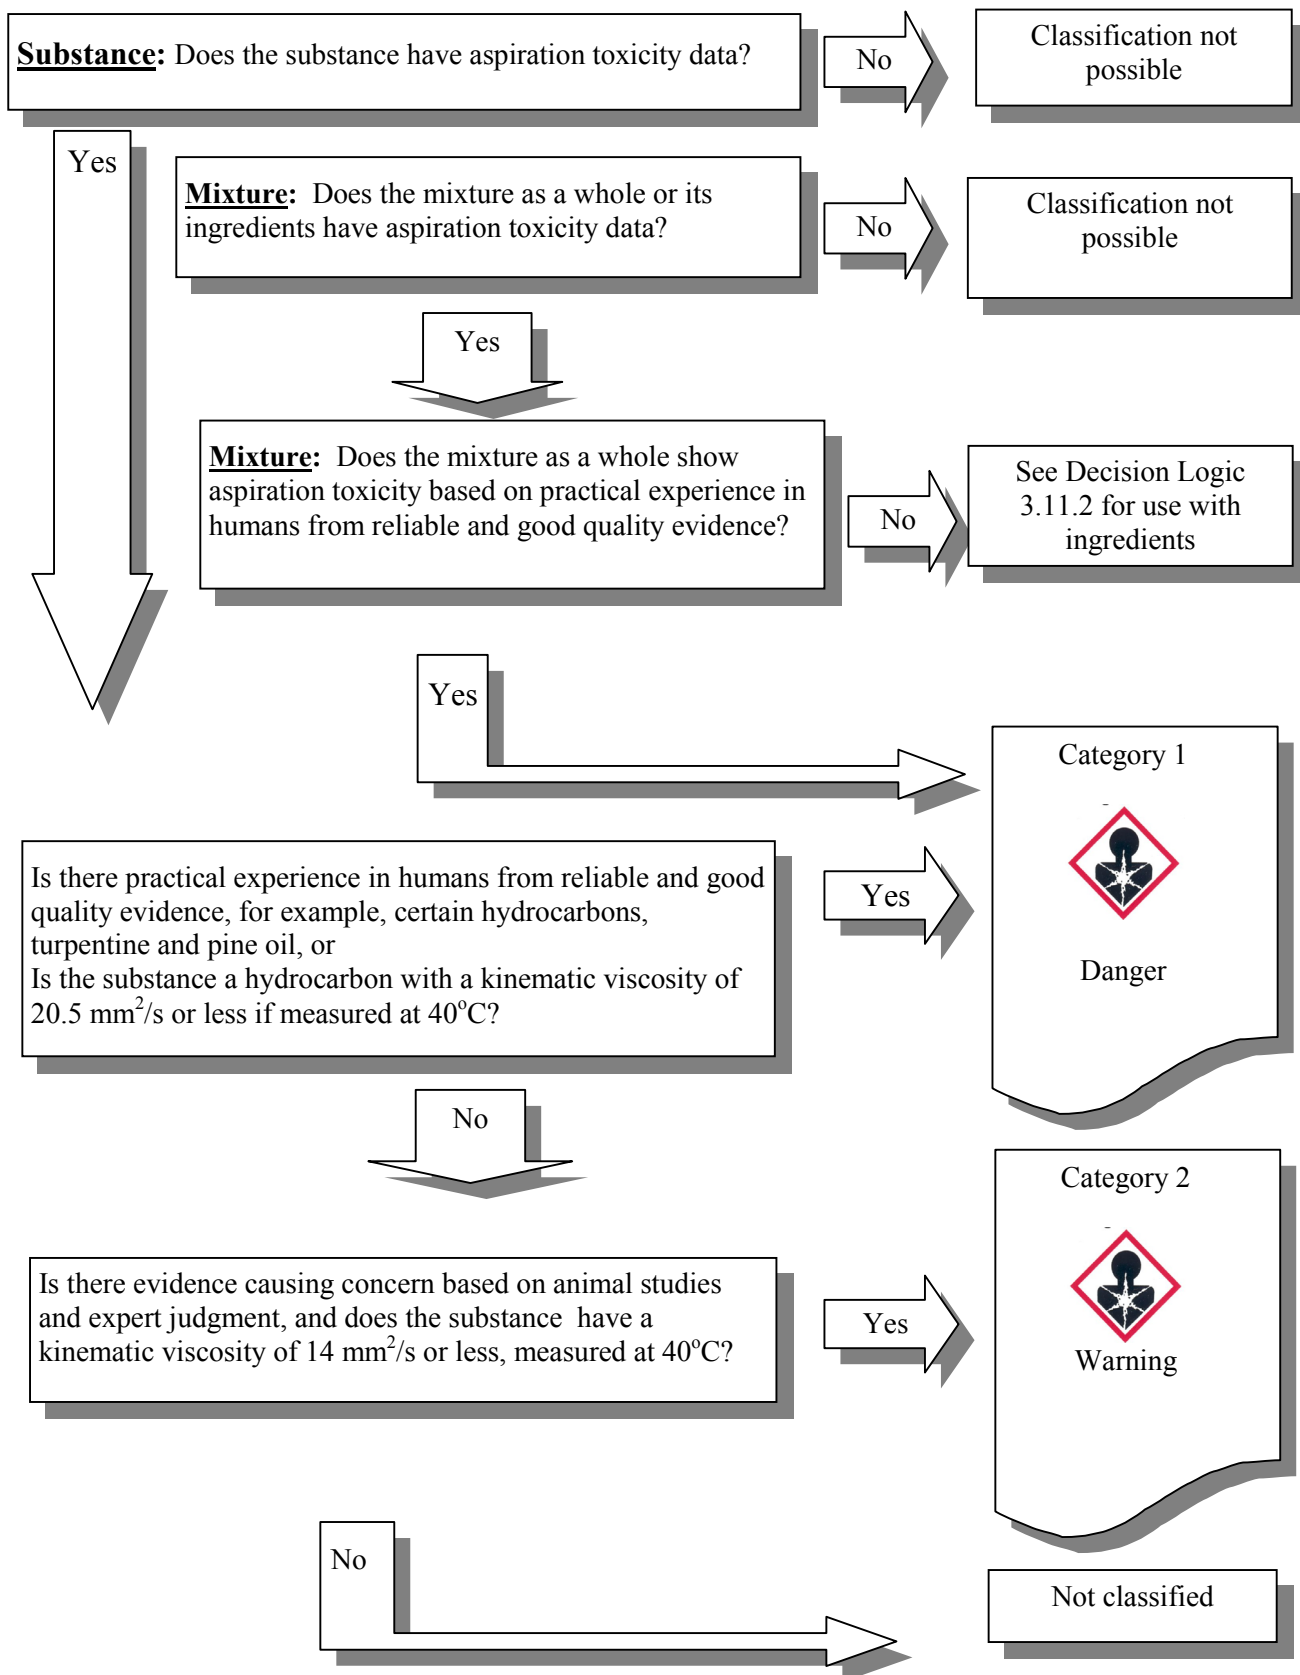 Substance: Does the substance have aspiration toxicity data?
No
Classification not
possible
Yes
Mixture:  Does the mixture as a whole or its
ingredients have aspiration toxicity data?
No
Classification not
possible
Yes
Mixture:  Does the mixture as a whole show
aspiration toxicity based on practical experience in
humans from reliable and good quality evidence?
No
See Decision Logic
3.11.2 for use with
ingredients
Yes
Category 1
Danger
Is there practical experience in humans from reliable and good
quality evidence, for example, certain hydrocarbons,
turpentine and pine oil, or
Is the substance a hydrocarbon with a kinematic viscosity of
20.5 mm²/s or less if measured at 40°C?
Yes
No
Category 2
Warning
Is there evidence causing concern based on animal studies
and expert judgment, and does the substance  have a
kinematic viscosity of 14 mm²/s or less, measured at 40°C?
Yes
No
Not classified